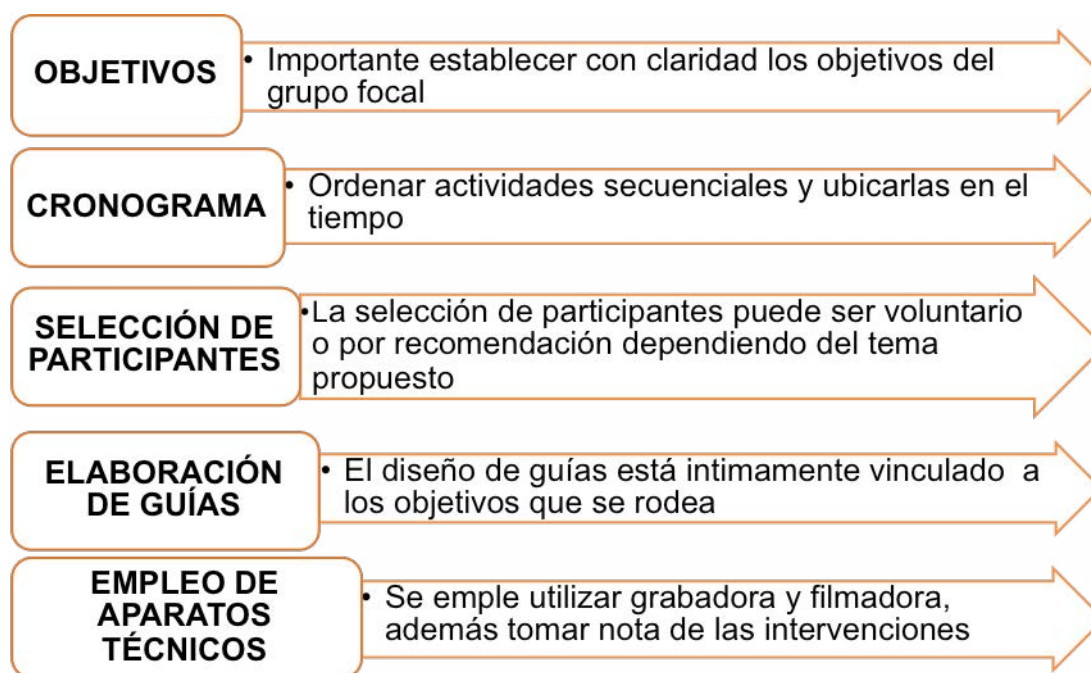 OBJETIVOS
• Importante establecer con claridad los objetivos del
grupo focal
CRONOGRAMA
• Ordenar actividades secuenciales y ubicarlas en el
tiempo
SELECCIÓN DE
PARTICIPANTES
•La selección de participantes puede ser voluntario
o por recomendación dependiendo del tema
propuesto
ELABORACIÓN
DE GUÍAS
• El diseño de guías está intimamente vinculado a
los objetivos que se rodea
EMPLEO DE
APARATOS
TÉCNICOS
• Se emple utilizar grabadora y filmadora,
además tomar nota de las intervenciones